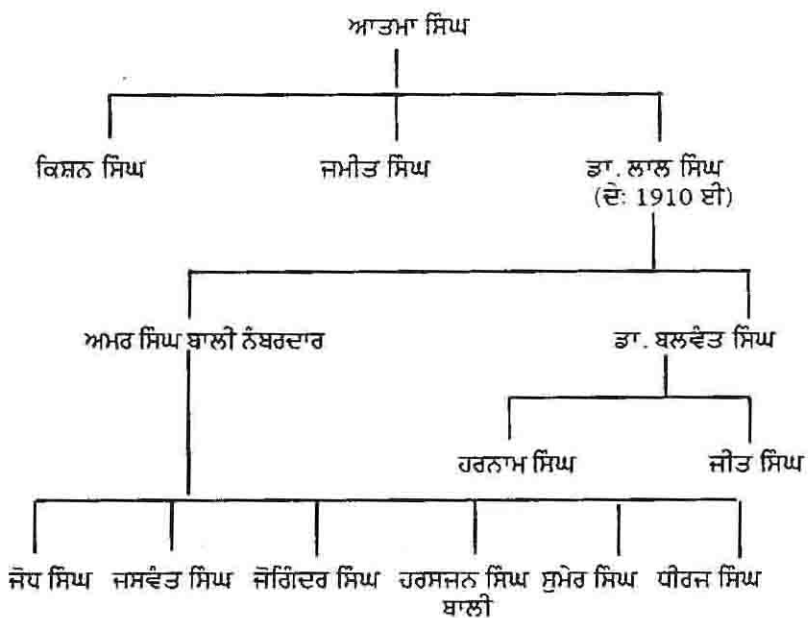 ਆਤਮਾ ਸਿੰਘ
ਕਿਸ਼ਨ ਸਿੰਘ ਜਮੀਤ ਸਿੰਘ ਡਾ. ਲਾਲ ਸਿੰਘ
(ਦੇਃ 1910 ਈ)
ਅਮਰ ਸਿੰਘ ਬਾਲੀ ਨੰਬਰਦਾਰ ਡਾ. ਬਲਵੰਤ ਸਿੰਘ
ਹਰਨਾਮ ਸਿੰਘ ਜੀਤ ਸਿੰਘ
ਜੋਧ ਸਿੰਘ ਜਸਵੰਤ ਸਿੰਘ ਜੋਗਿੰਦਰ ਸਿੰਘ ਹਰਸਜਨ ਸਿੰਘ ਸੁਮੇਰ ਸਿੰਘ ਧੀਰਜ ਸਿੰਘ
ਬਾਲੀ